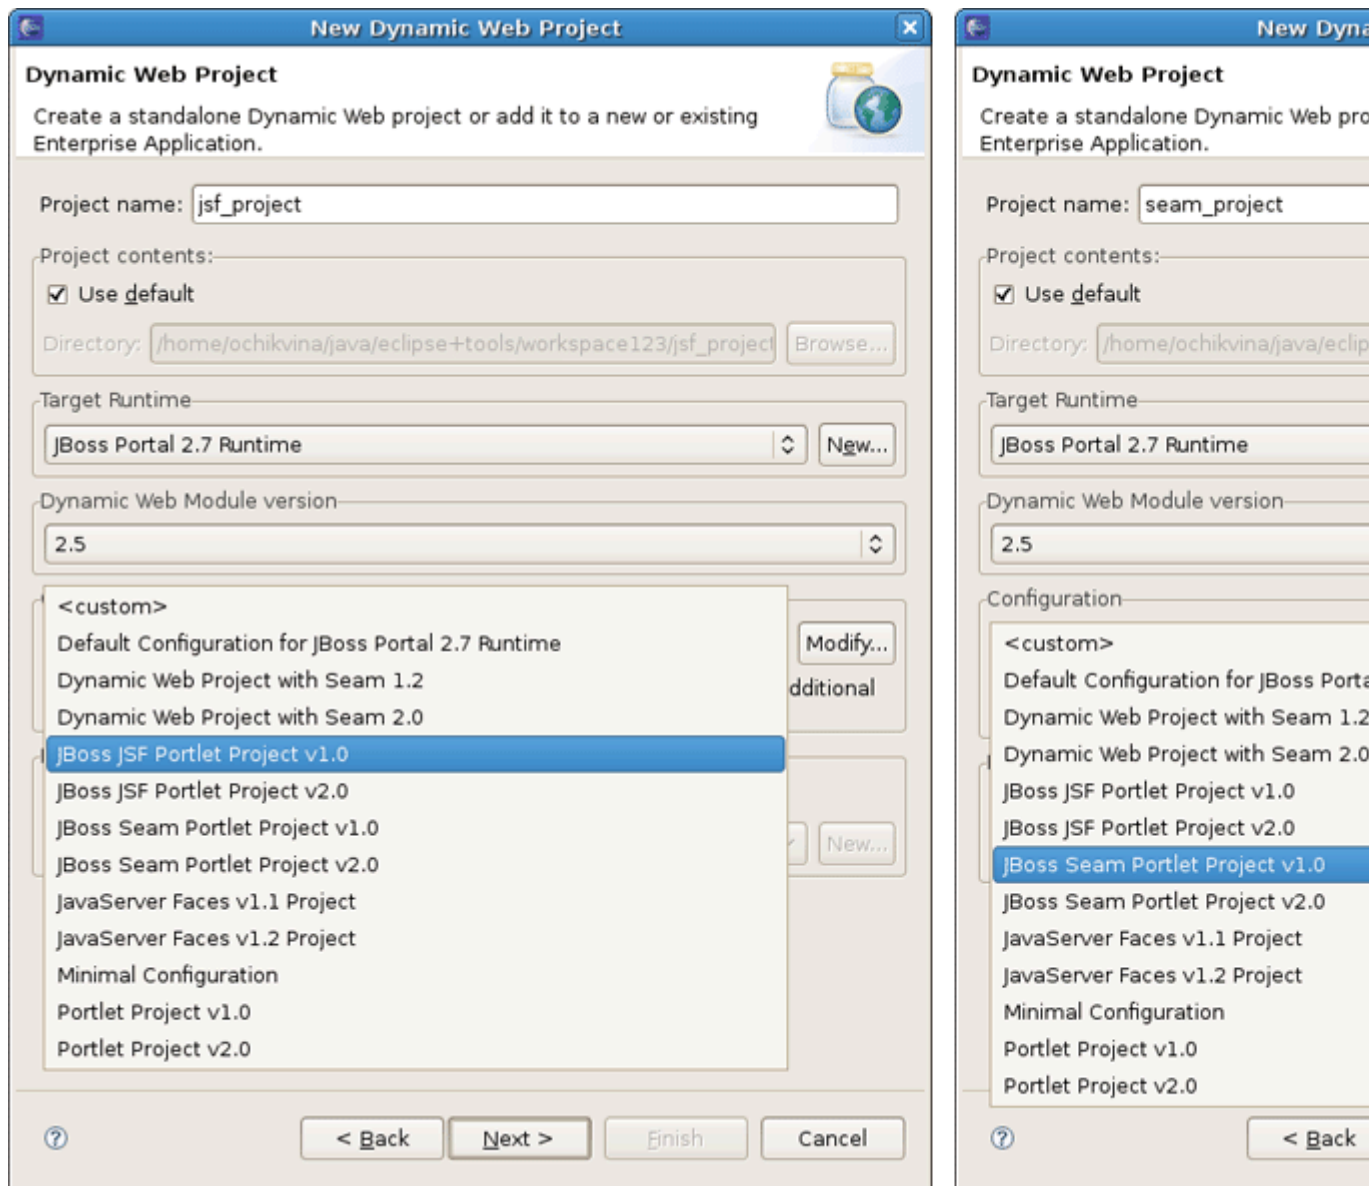 New Dynamic Web Project
Dynamic Web Project
Create a standalone Dynamic Web project or add it to a new or existing
Enterprise Application.
Project name: jsf_project
Project contents:
Use default
Directory: /home/ochikvina/java/eclipse+tools/workspace123/jsf_project Browse...
Target Runtime
JBoss Portal 2.7 Runtime New...
Dynamic Web Module version
2.5
<custom>
Default Configuration for JBoss Portal 2.7 Runtime
Modify...
Dynamic Web Project with Seam 1.2
dditional
Dynamic Web Project with Seam 2.0
JBoss JSF Portlet Project v1.0
JBoss JSF Portlet Project v2.0
JBoss Seam Portlet Project v1.0
New...
JBoss Seam Portlet Project v2.0
JavaServer Faces v1.1 Project
JavaServer Faces v1.2 Project
Minimal Configuration
Portlet Project v1.0
Portlet Project v2.0
< Back Next > Finish Cancel
New Dyna
Dynamic Web Project
Create a standalone Dynamic Web pro
Enterprise Application.
Project name: seam_project
Project contents:
Use default
Directory: /home/ochikvina/java/eclip
Target Runtime
JBoss Portal 2.7 Runtime
Dynamic Web Module version
2.5
Configuration
<custom>
Default Configuration for JBoss Porta
Dynamic Web Project with Seam 1.2
Dynamic Web Project with Seam 2.0
JBoss JSF Portlet Project v1.0
JBoss JSF Portlet Project v2.0
JBoss Seam Portlet Project v1.0
JBoss Seam Portlet Project v2.0
JavaServer Faces v1.1 Project
JavaServer Faces v1.2 Project
Minimal Configuration
Portlet Project v1.0
Portlet Project v2.0
< Back